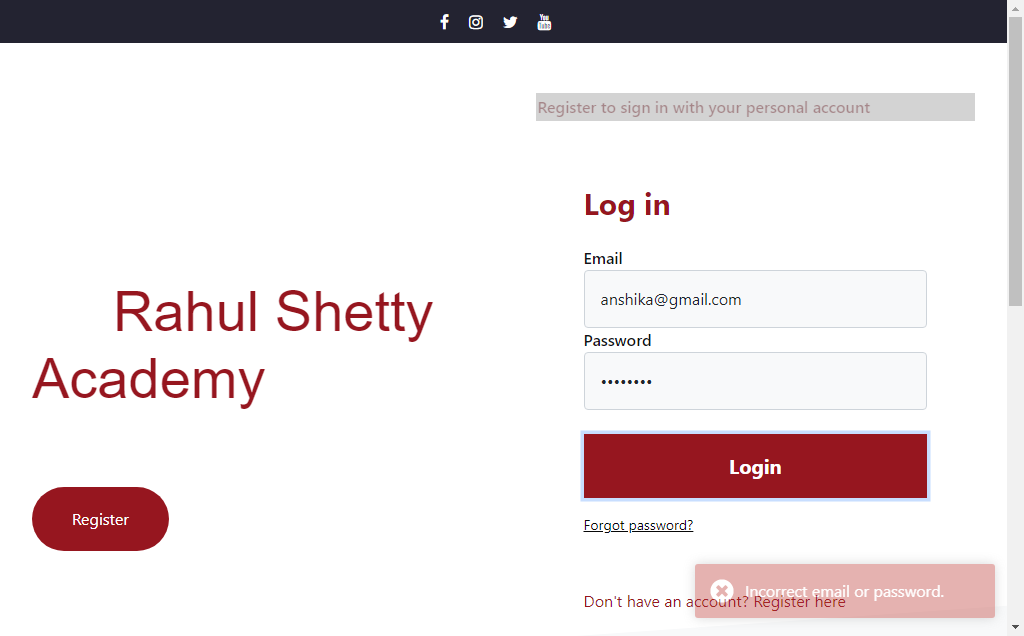 Register to sign in with your personal account
Log in
Email
anshika@gmail.com
Password
••••••••
Login
Forgot password?
Don't have an account? Register here
Incorrect email or password.
Rahul Shetty
Academy
Register